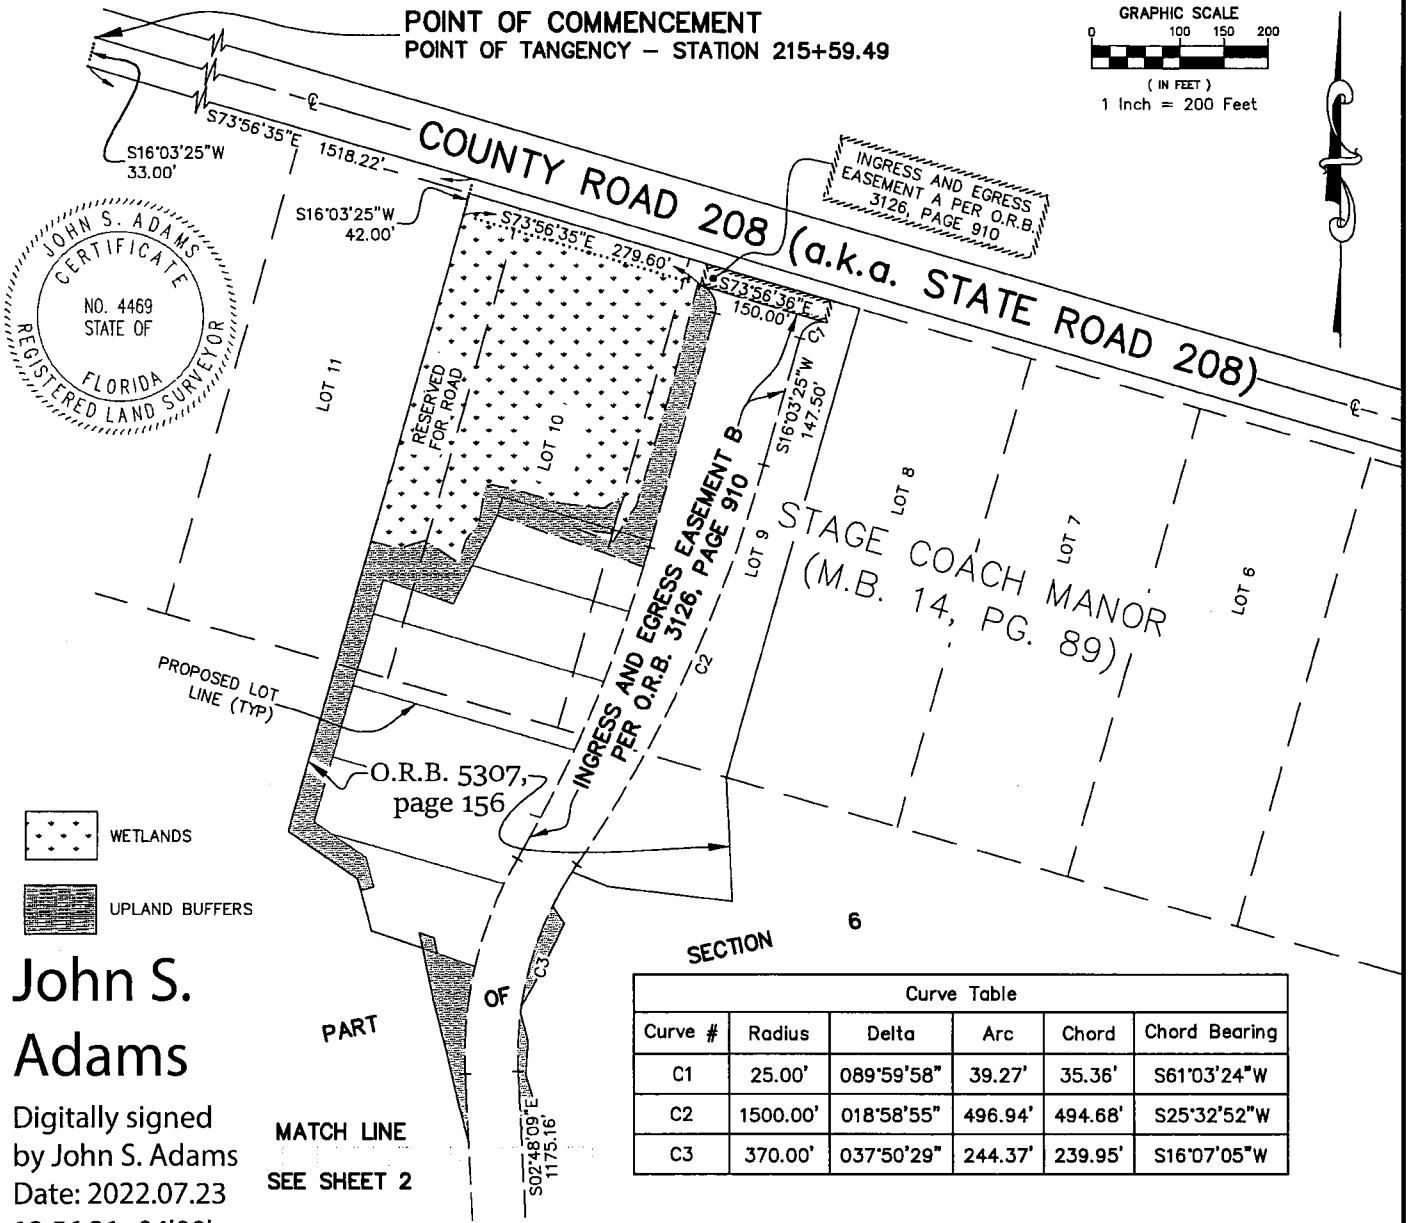 POINT OF COMMENCEMENT
POINT OF TANGENCY – STATION 215+59.49
GRAPHIC SCALE
0 100 150 200
( IN FEET )
1 Inch = 200 Feet
S16°03'25"W
33.00'
S73°56'35"E 1518.22'
℄
COUNTY ROAD 208 (a.k.a. STATE ROAD 208)
℄
INGRESS AND EGRESS
EASEMENT A PER O.R.B.
3126, PAGE 910
S16°03'25"W
42.00'
S73°56'35"E 279.60'
S73°56'36"E
150.00'
C1
S16°03'25"W
147.50'
JOHN S. ADAMS
CERTIFICATE
NO. 4469
STATE OF
FLORIDA
REGISTERED LAND SURVEYOR
LOT 11
RESERVED
FOR ROAD
LOT 10
INGRESS AND EGRESS EASEMENT B
PER O.R.B. 3126, PAGE 910
LOT 9
LOT 8
LOT 7
LOT 6
STAGE COACH MANOR
(M.B. 14, PG. 89)
C2
PROPOSED LOT
LINE (TYP)
O.R.B. 5307,
page 156
WETLANDS
UPLAND BUFFERS
John S.
Adams
Digitally signed
by John S. Adams
Date: 2022.07.23
PART
OF
SECTION
6
C3
S02°48'09"E
1175.16'
MATCH LINE
SEE SHEET 2
Curve Table
Curve # Radius Delta Arc Chord Chord Bearing
C1 25.00' 089°59'58" 39.27' 35.36' S61°03'24"W
C2 1500.00' 018°58'55" 496.94' 494.68' S25°32'52"W
C3 370.00' 037°50'29" 244.37' 239.95' S16°07'05"W